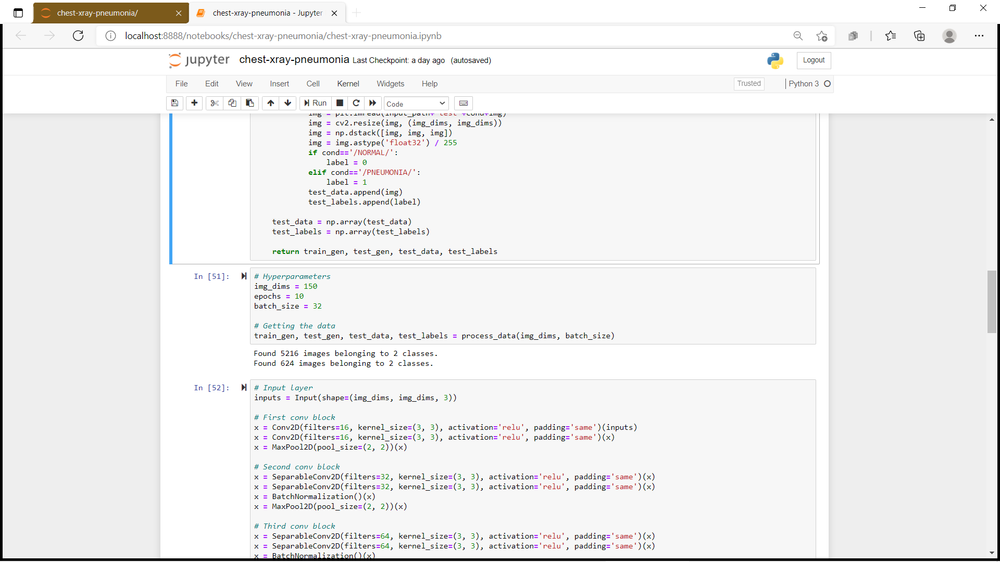 chest-xray-pneumonia/
chest-xray-pneumonia - Jupyter
localhost:8888/notebooks/chest-xray-pneumonia/chest-xray-pneumonia.ipynb
jupyter chest-xray-pneumonia Last Checkpoint: a day ago (autosaved)
Logout
File Edit View Insert Cell Kernel Widgets Help
Trusted
Python 3
Run
Code
img = plt.imread(input_path+'test'+cond+img)
img = cv2.resize(img, (img_dims, img_dims))
img = np.dstack([img, img, img])
img = img.astype('float32') / 255
if cond=='/NORMAL/':
label = 0
elif cond=='/PNEUMONIA/':
label = 1
test_data.append(img)
test_labels.append(label)
test_data = np.array(test_data)
test_labels = np.array(test_labels)
return train_gen, test_gen, test_data, test_labels
In [51]:
# Hyperparameters
img_dims = 150
epochs = 10
batch_size = 32
# Getting the data
train_gen, test_gen, test_data, test_labels = process_data(img_dims, batch_size)
Found 5216 images belonging to 2 classes.
Found 624 images belonging to 2 classes.
In [52]:
# Input layer
inputs = Input(shape=(img_dims, img_dims, 3))
# First conv block
x = Conv2D(filters=16, kernel_size=(3, 3), activation='relu', padding='same')(inputs)
x = Conv2D(filters=16, kernel_size=(3, 3), activation='relu', padding='same')(x)
x = MaxPool2D(pool_size=(2, 2))(x)
# Second conv block
x = SeparableConv2D(filters=32, kernel_size=(3, 3), activation='relu', padding='same')(x)
x = SeparableConv2D(filters=32, kernel_size=(3, 3), activation='relu', padding='same')(x)
x = BatchNormalization()(x)
x = MaxPool2D(pool_size=(2, 2))(x)
# Third conv block
x = SeparableConv2D(filters=64, kernel_size=(3, 3), activation='relu', padding='same')(x)
x = SeparableConv2D(filters=64, kernel_size=(3, 3), activation='relu', padding='same')(x)
x = BatchNormalization()(x)